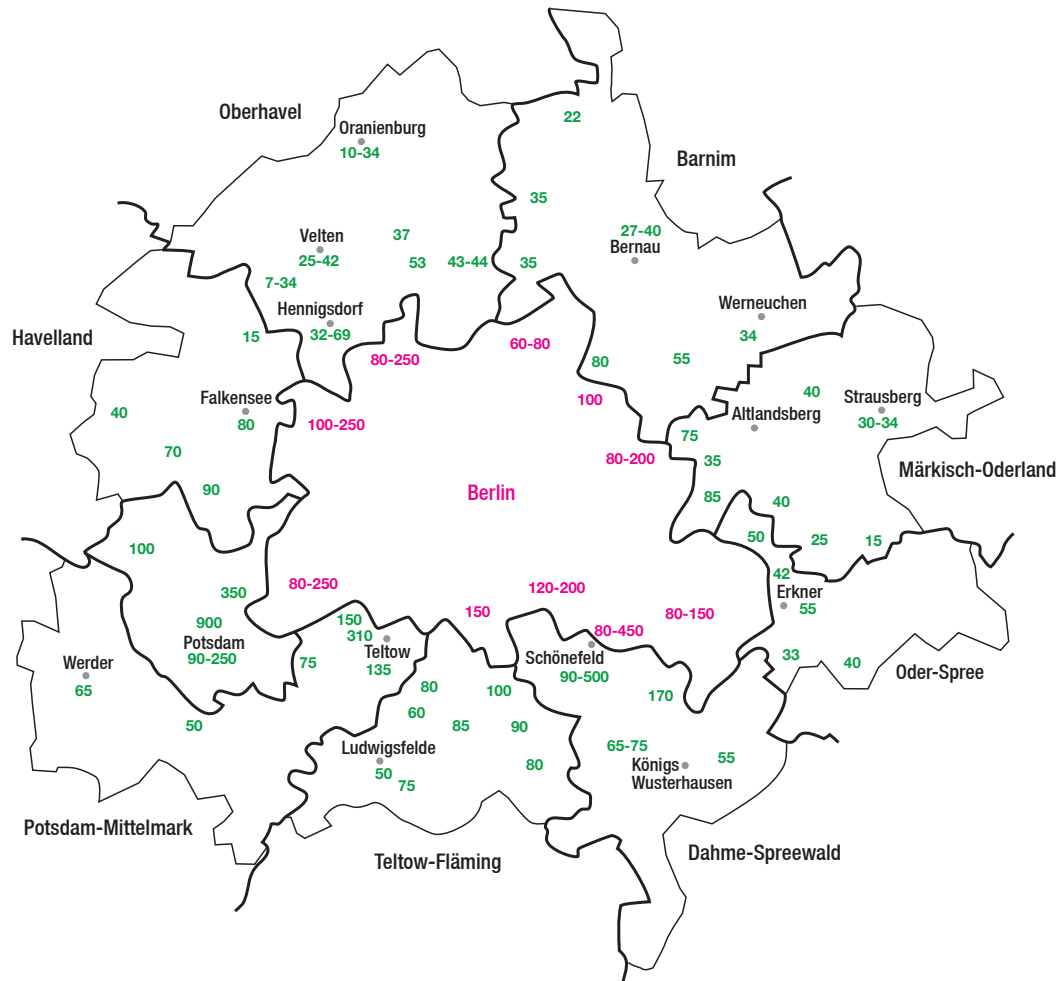 Oberhavel
22
Oranienburg
10-34
Barnim
35
27-40
Bernau
37
Velten
25-42
53
43-44
35
7-34
Hennigsdorf
32-69
Werneuchen
34
Havelland
15
60-80
80-250
80
55
100
40
Falkensee
80
40
Altlandsberg
Strausberg
30-34
100-250
75
70
80-200
35
Märkisch-Oderland
90
Berlin
85
40
100
50
25
15
42
80-250
120-200
Erkner
55
350
150
80-150
900
Potsdam
90-250
150
310
Teltow
135
80-450
Schönefeld
90-500
Werder
65
75
33
40
Oder-Spree
80
100
170
50
60
85
90
Ludwigsfelde
50
75
80
65-75
Königs
Wusterhausen
55
Potsdam-Mittelmark
Teltow-Fläming
Dahme-Spreewald